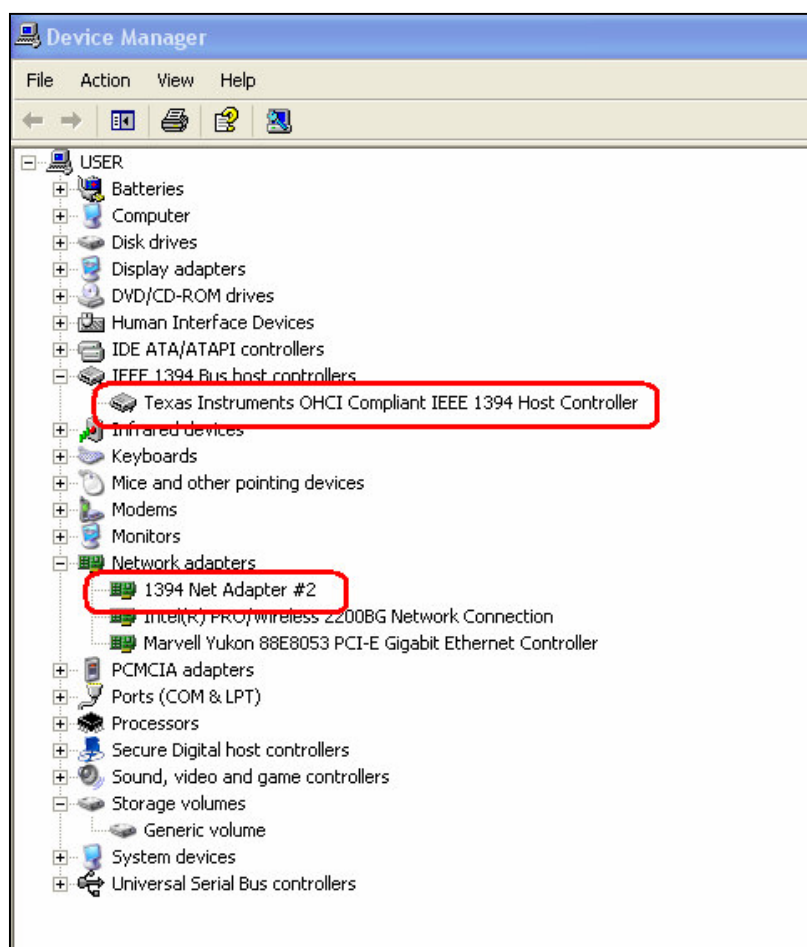 Device Manager
File Action View Help
USER
Batteries
Computer
Disk drives
Display adapters
DVD/CD-ROM drives
Human Interface Devices
IDE ATA/ATAPI controllers
IEEE 1394 Bus host controllers
Texas Instruments OHCI Compliant IEEE 1394 Host Controller
Infrared devices
Keyboards
Mice and other pointing devices
Modems
Monitors
Network adapters
1394 Net Adapter #2
Intel(R) PRO/Wireless 2200BG Network Connection
Marvell Yukon 88E8053 PCI-E Gigabit Ethernet Controller
PCMCIA adapters
Ports (COM & LPT)
Processors
Secure Digital host controllers
Sound, video and game controllers
Storage volumes
Generic volume
System devices
Universal Serial Bus controllers